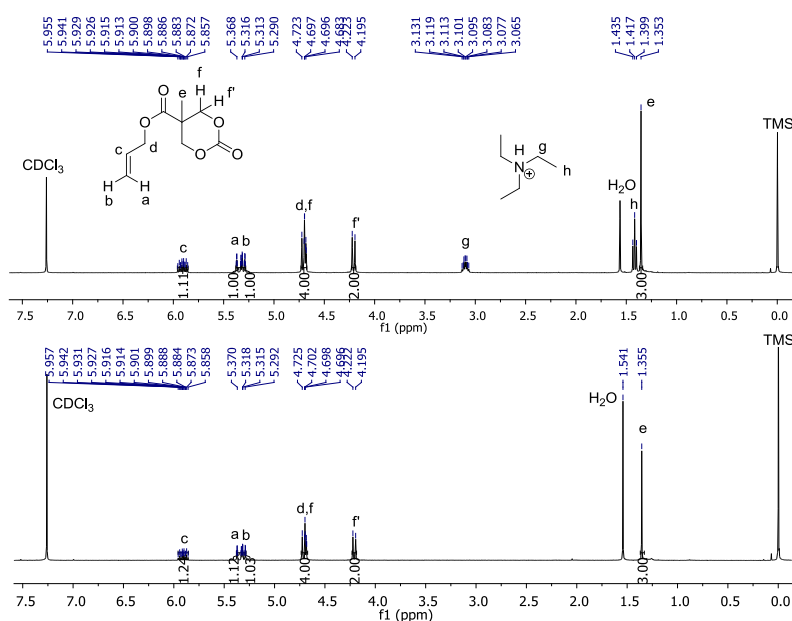 5.955 5.941 5.929 5.926 5.915 5.913 5.900 5.898 5.886 5.883 5.872 5.857 5.368 5.316 5.313 5.290 4.723 4.697 4.696 4.683 4.223 4.195 3.131 3.119 3.113 3.101 3.095 3.083 3.077 3.065 1.435 1.417 1.399 1.353
f
H
e
H f'
O
O
c
d
O
O
O
H
H
b
a
H
N
g
h
CDCl3
c
a b
d,f
f'
g
H2O
h
e
TMS
1.11 1.00 1.00 4.00 2.00 3.00
7.5 7.0 6.5 6.0 5.5 5.0 4.5 4.0 3.5 3.0 2.5 2.0 1.5 1.0 0.5 0.0
f1 (ppm)
5.957 5.942 5.931 5.927 5.916 5.914 5.901 5.899 5.888 5.884 5.873 5.858 5.370 5.318 5.315 5.292 4.725 4.702 4.698 4.696 4.222 4.195 1.541 1.355
CDCl3
c
a b
d,f
f'
H2O
e
TMS
1.24 1.12 1.03 4.00 2.00 3.00
7.5 7.0 6.5 6.0 5.5 5.0 4.5 4.0 3.5 3.0 2.5 2.0 1.5 1.0 0.5 0.0
f1 (ppm)